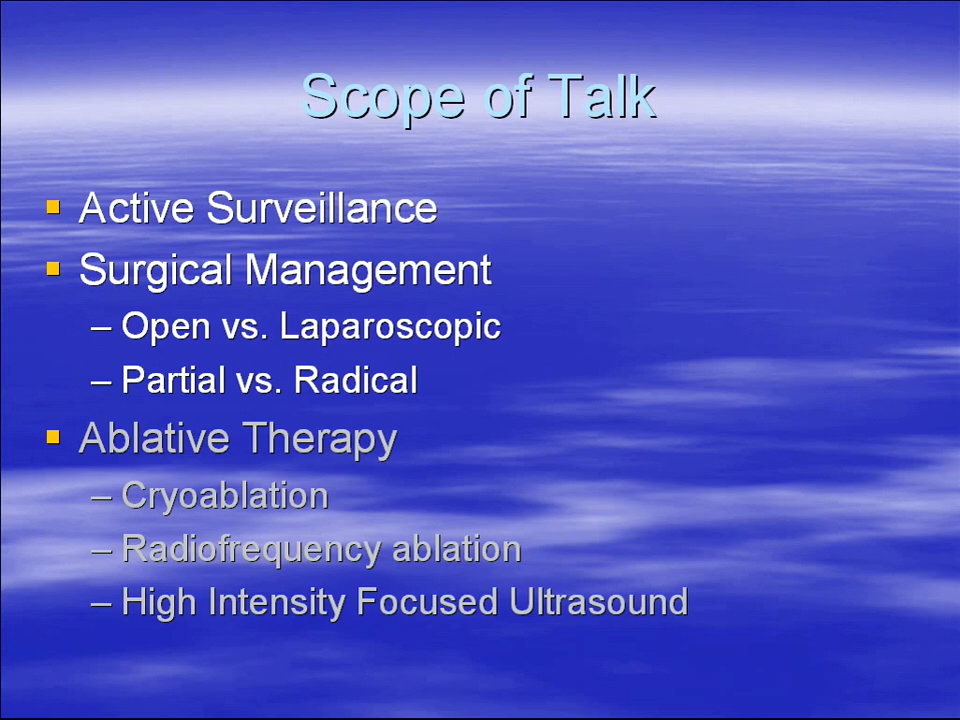 Scope of Talk
▪ Active Surveillance
▪ Surgical Management
– Open vs. Laparoscopic
– Partial vs. Radical
▪ Ablative Therapy
– Cryoablation
– Radiofrequency ablation
– High Intensity Focused Ultrasound